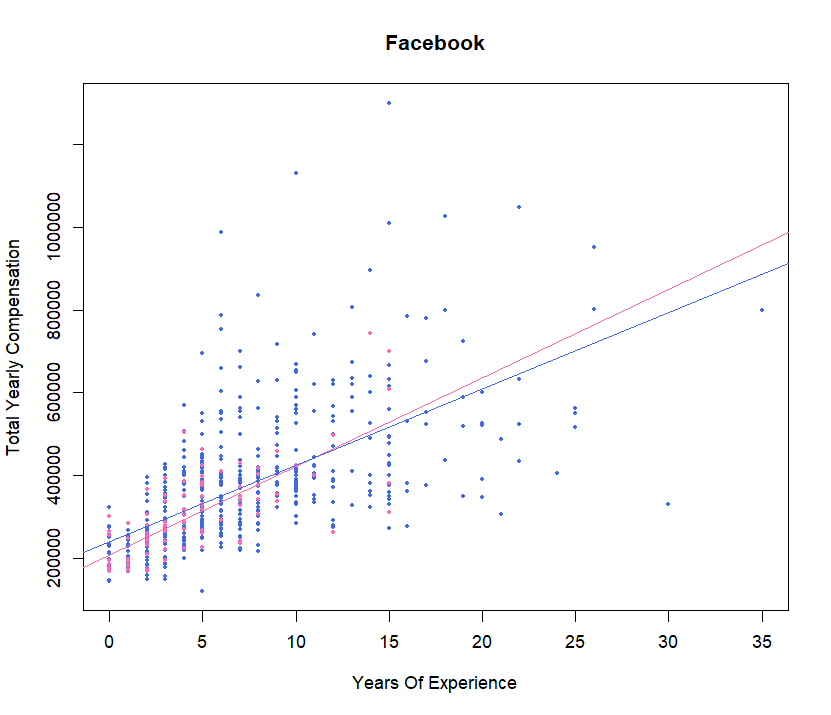 Facebook
Total Yearly Compensation
1000000
800000
600000
400000
200000
0 5 10 15 20 25 30 35
Years Of Experience